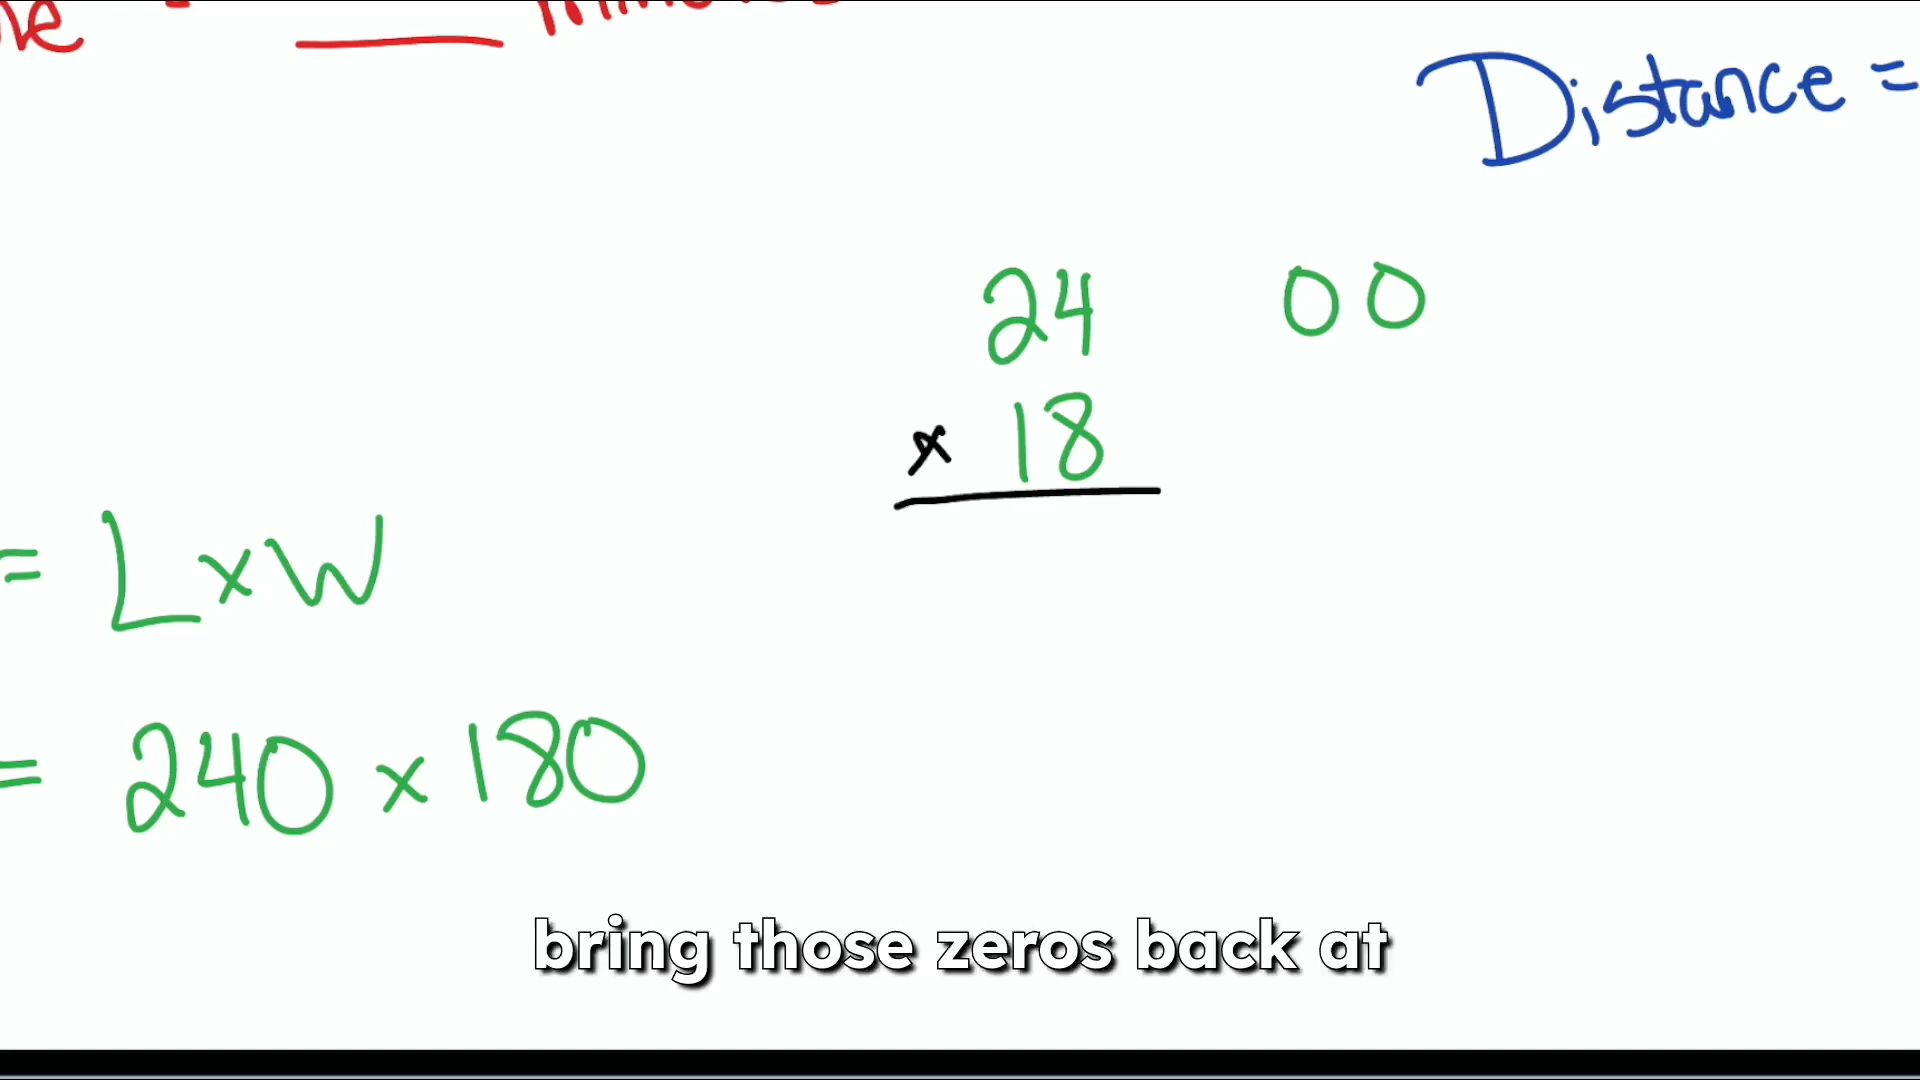 Distance =
24 00
x 18
= L x W
= 240 x 180
bring those zeros back at